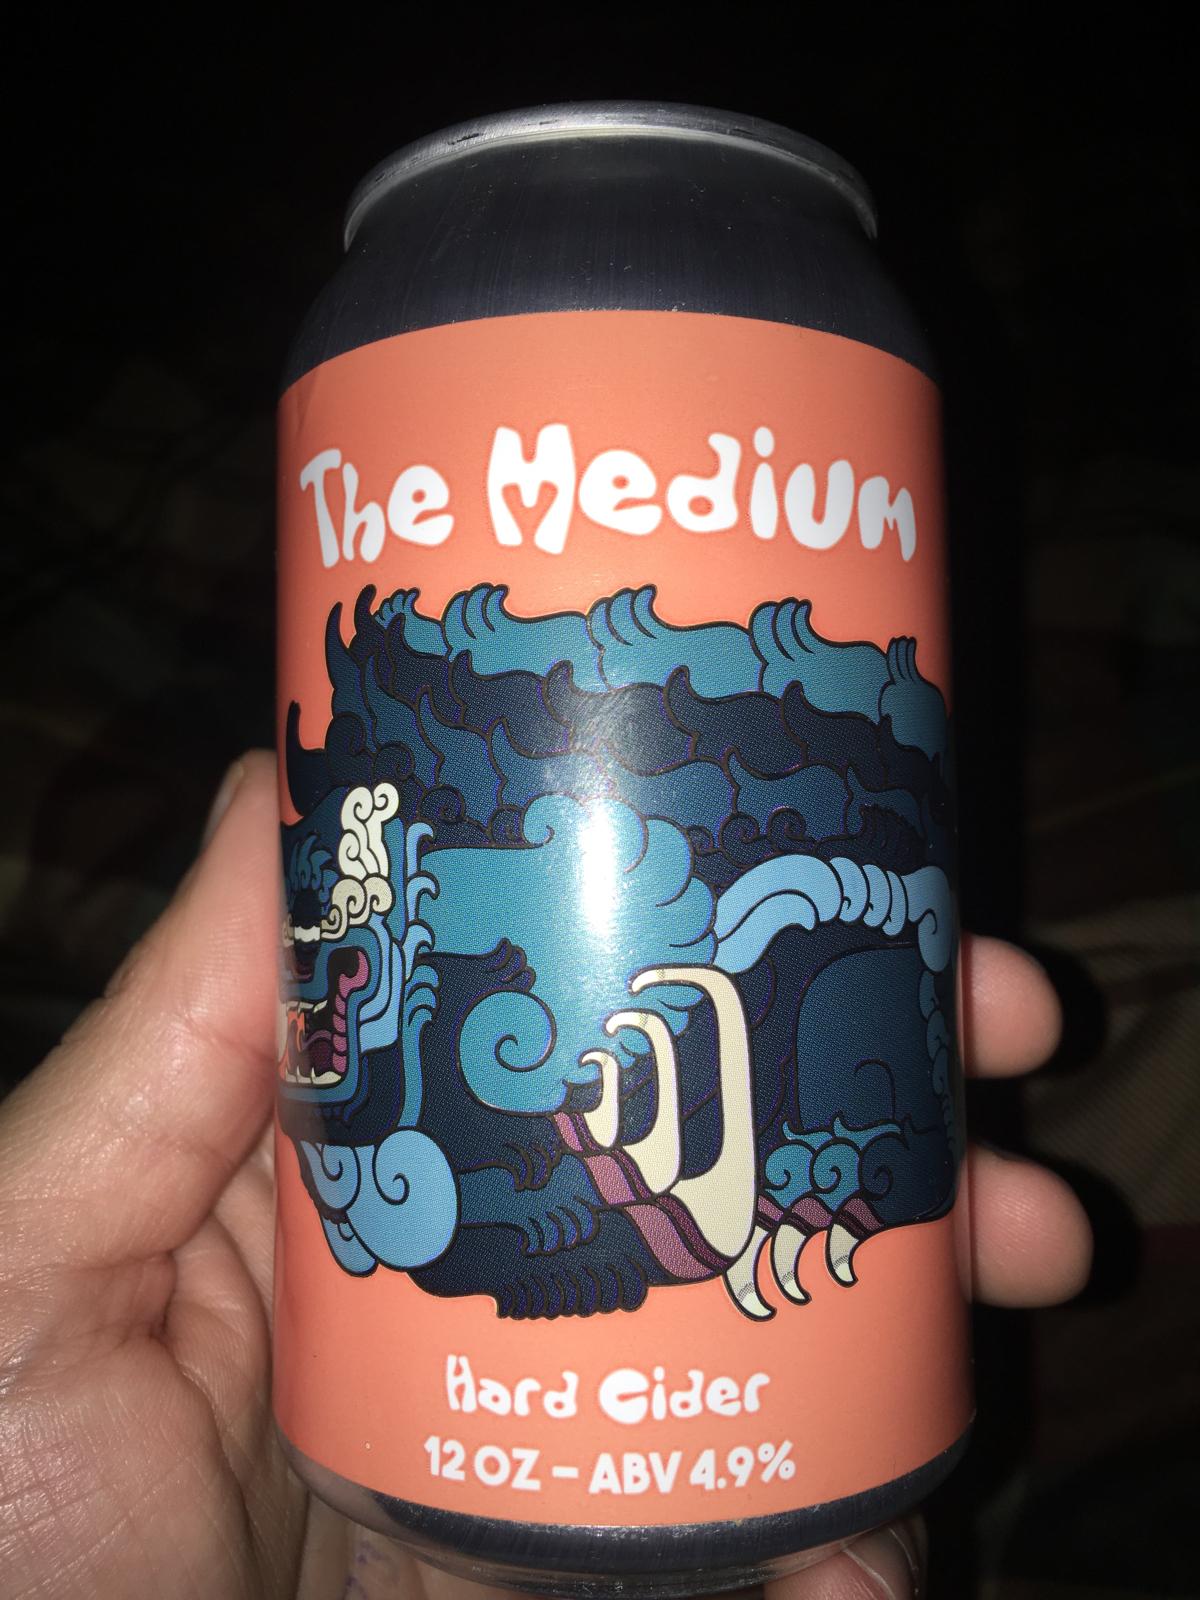 The Medium
Hard Cider
12 OZ – ABV 4.9%